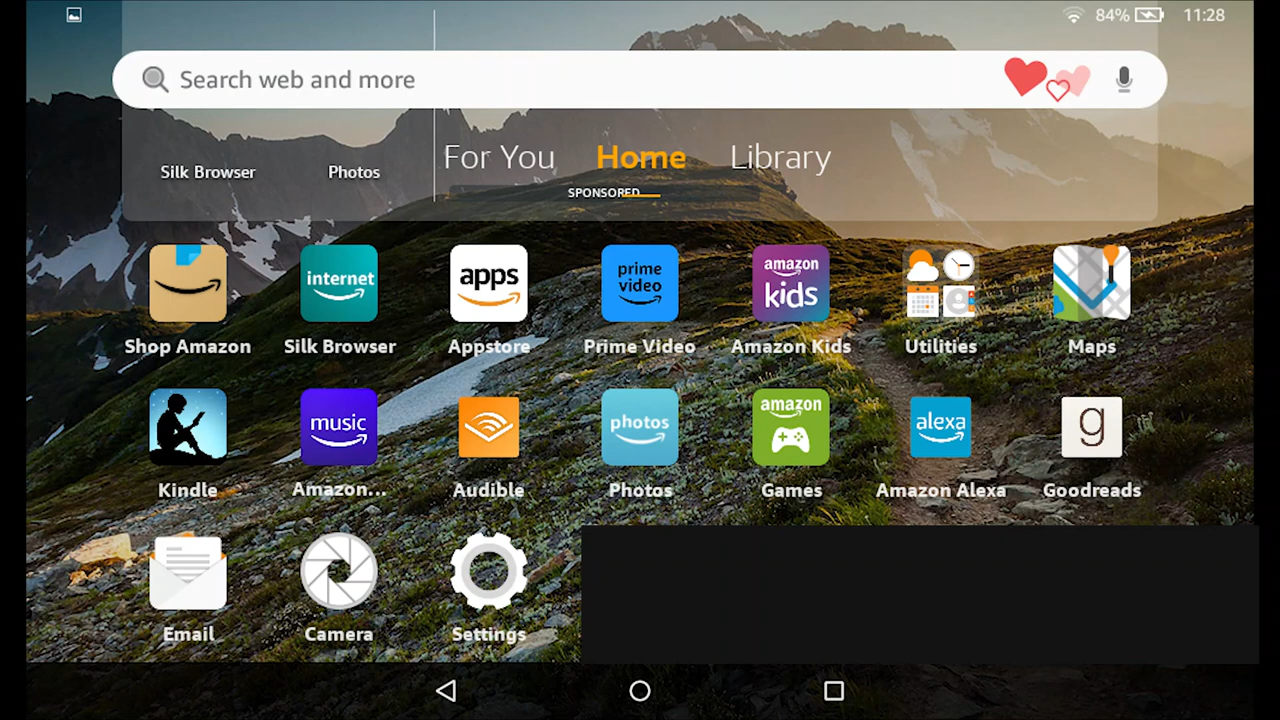 84% 11:28
Search web and more
For You Home Library
Silk Browser Photos
SPONSORED
internet apps prime video amazon kids
Shop Amazon Silk Browser Appstore Prime Video Amazon Kids Utilities Maps
music photos amazon alexa g
Kindle Amazon... Audible Photos Games Amazon Alexa Goodreads
Email Camera Settings